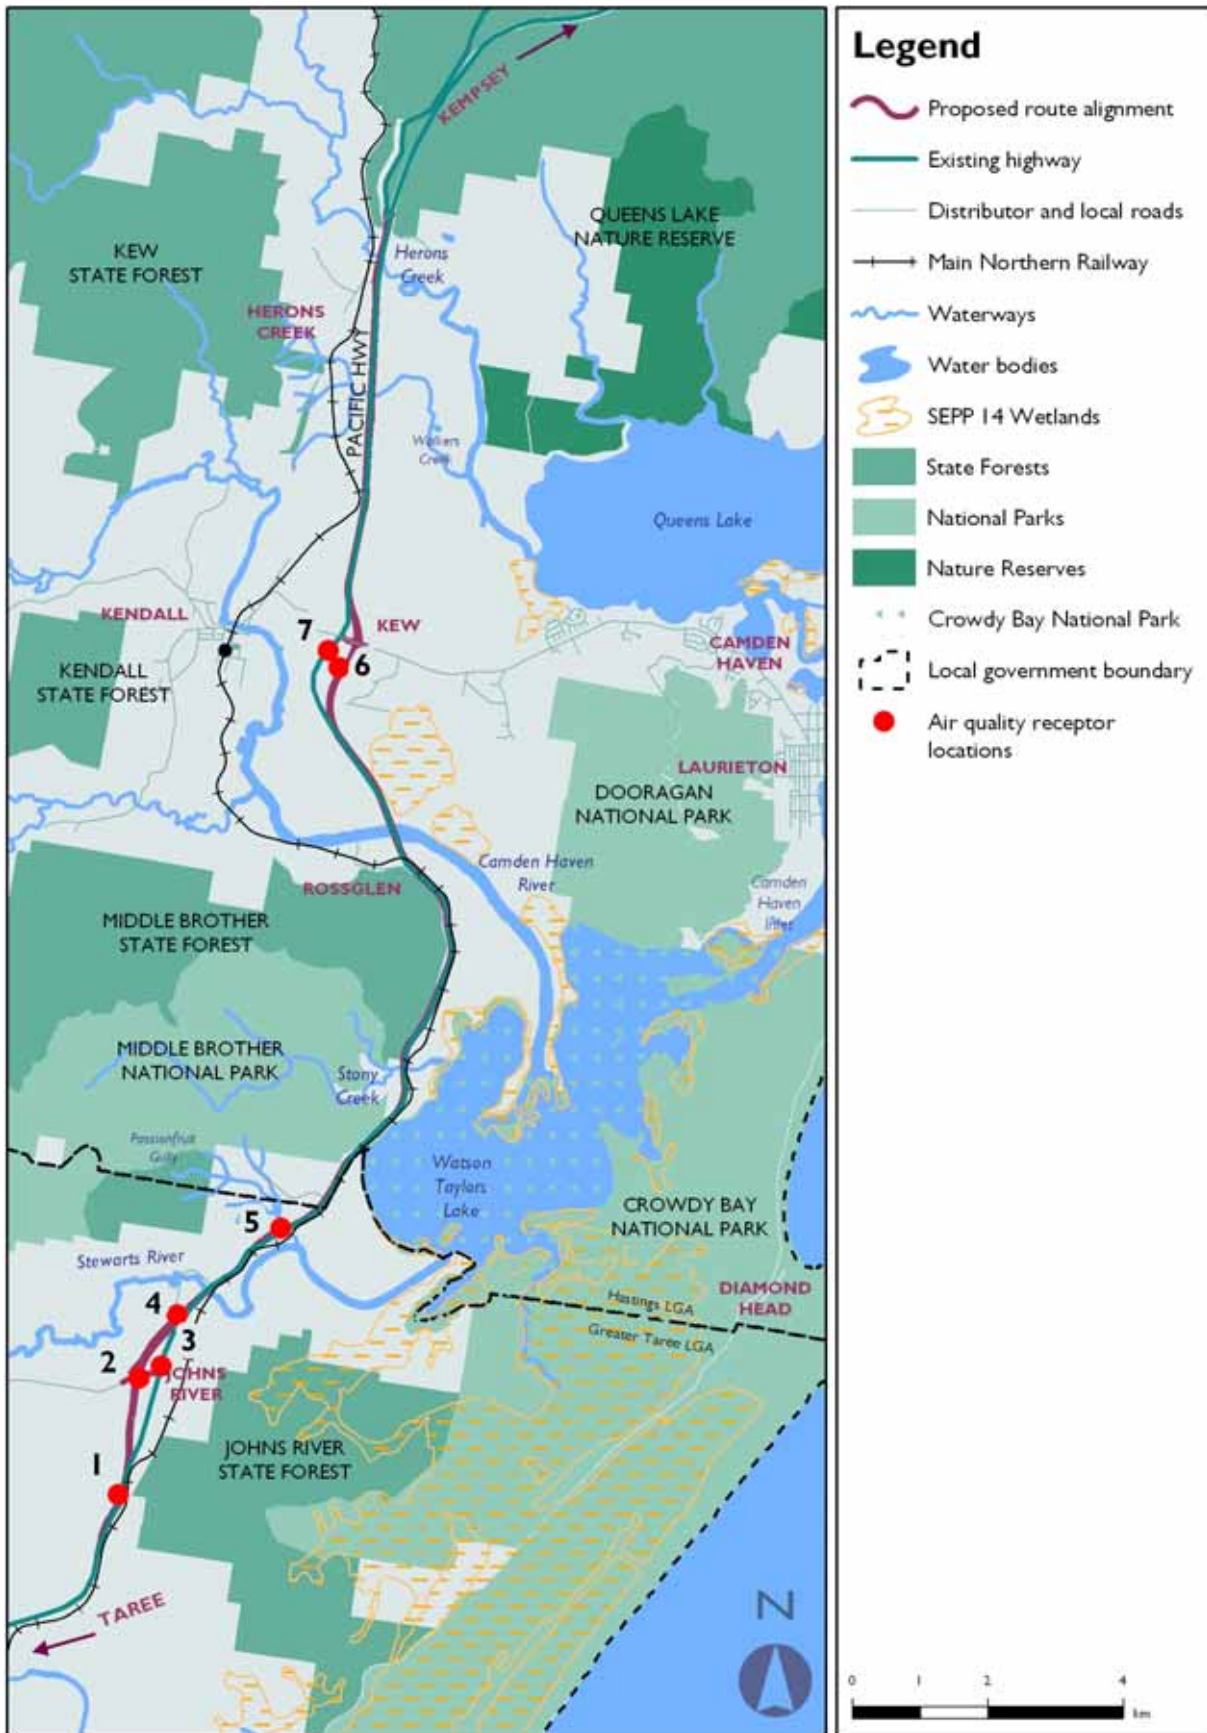 KEMPSEY
QUEENS LAKE
NATURE RESERVE
KEW
STATE FOREST
Herons
Creek
HERONS
CREEK
PACIFIC HWY
Walkers
Creek
Queens Lake
KENDALL
7
KEW
6
CAMDEN
HAVEN
KENDALL
STATE FOREST
LAURIETON
DOORAGAN
NATIONAL PARK
Camden Haven
River
ROSSGLEN
Camden
Haven
Inlet
MIDDLE BROTHER
STATE FOREST
MIDDLE BROTHER
NATIONAL PARK
Stony
Creek
Passionfruit
Gully
Watson
Taylors
Lake
CROWDY BAY
NATIONAL PARK
5
Stewarts River
DIAMOND
HEAD
Hastings LGA
Greater Taree LGA
4
3
2
JOHNS
RIVER
JOHNS RIVER
STATE FOREST
1
TAREE
N
Legend
Proposed route alignment
Existing highway
Distributor and local roads
Main Northern Railway
Waterways
Water bodies
SEPP 14 Wetlands
State Forests
National Parks
Nature Reserves
Crowdy Bay National Park
Local government boundary
Air quality receptor
locations
0 1 2 4
km